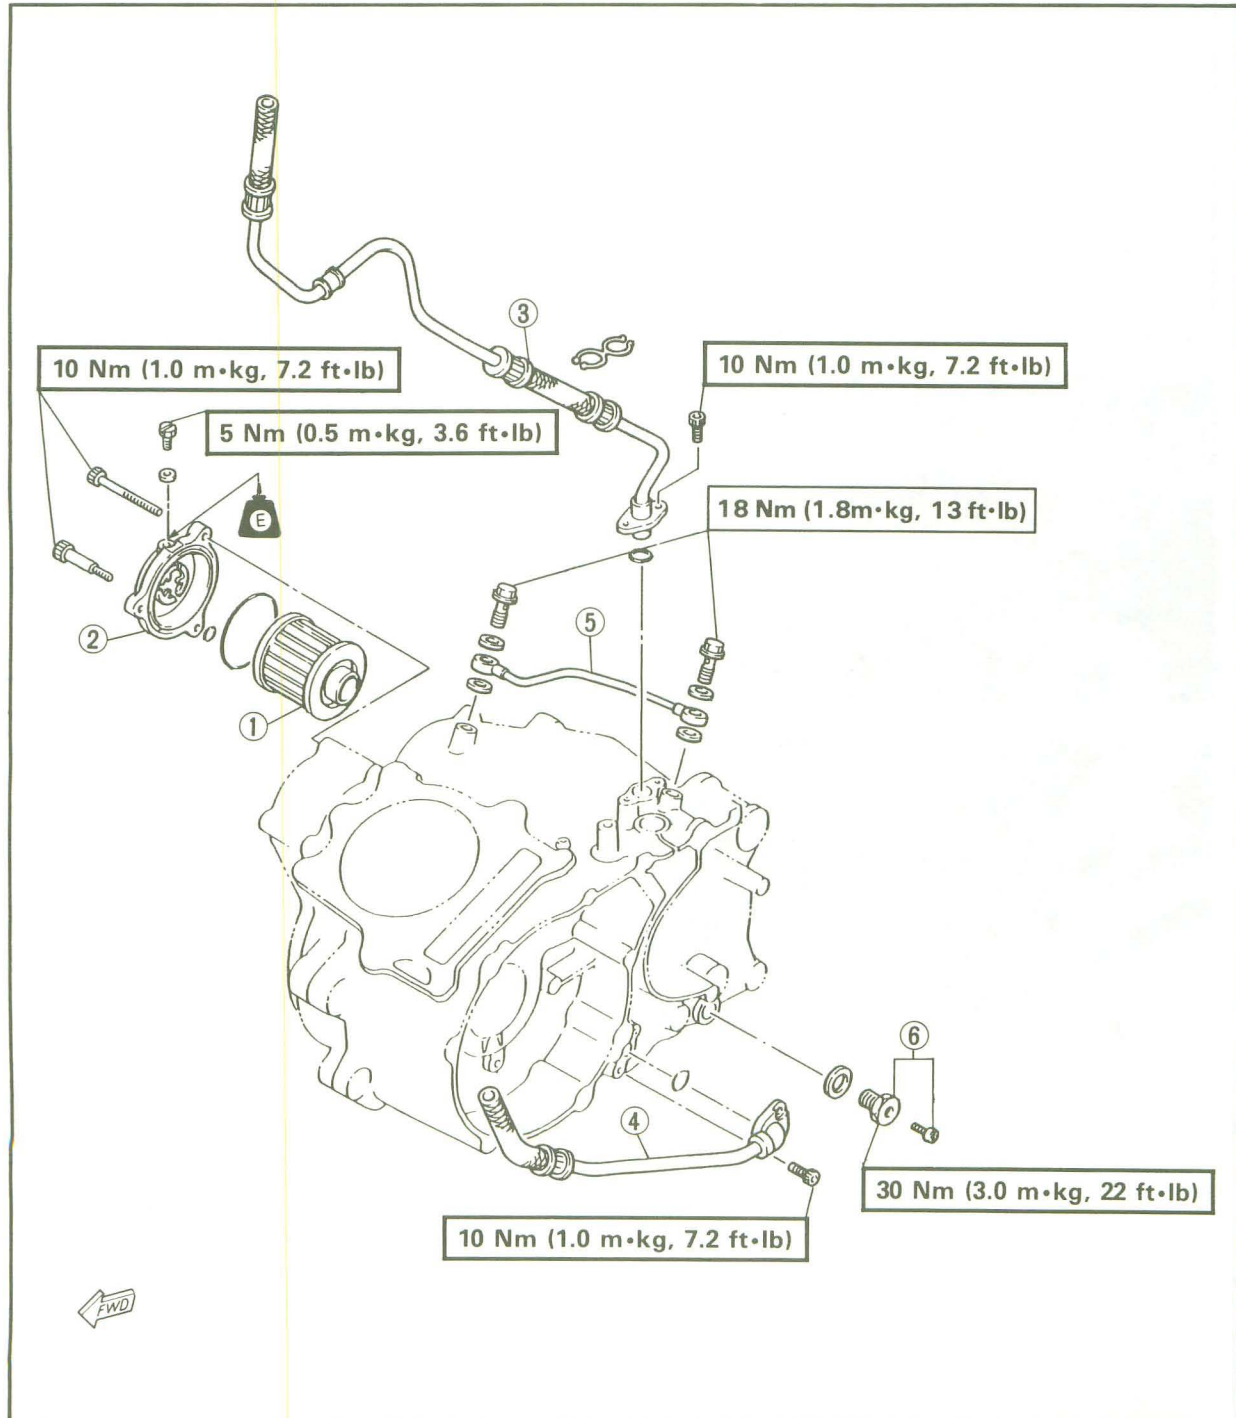 ③
10 Nm (1.0 m•kg, 7.2 ft•lb)
10 Nm (1.0 m•kg, 7.2 ft•lb)
5 Nm (0.5 m•kg, 3.6 ft•lb)
E
18 Nm (1.8m•kg, 13 ft•lb)
②
⑤
①
⑥
④
30 Nm (3.0 m•kg, 22 ft•lb)
10 Nm (1.0 m•kg, 7.2 ft•lb)
FWD